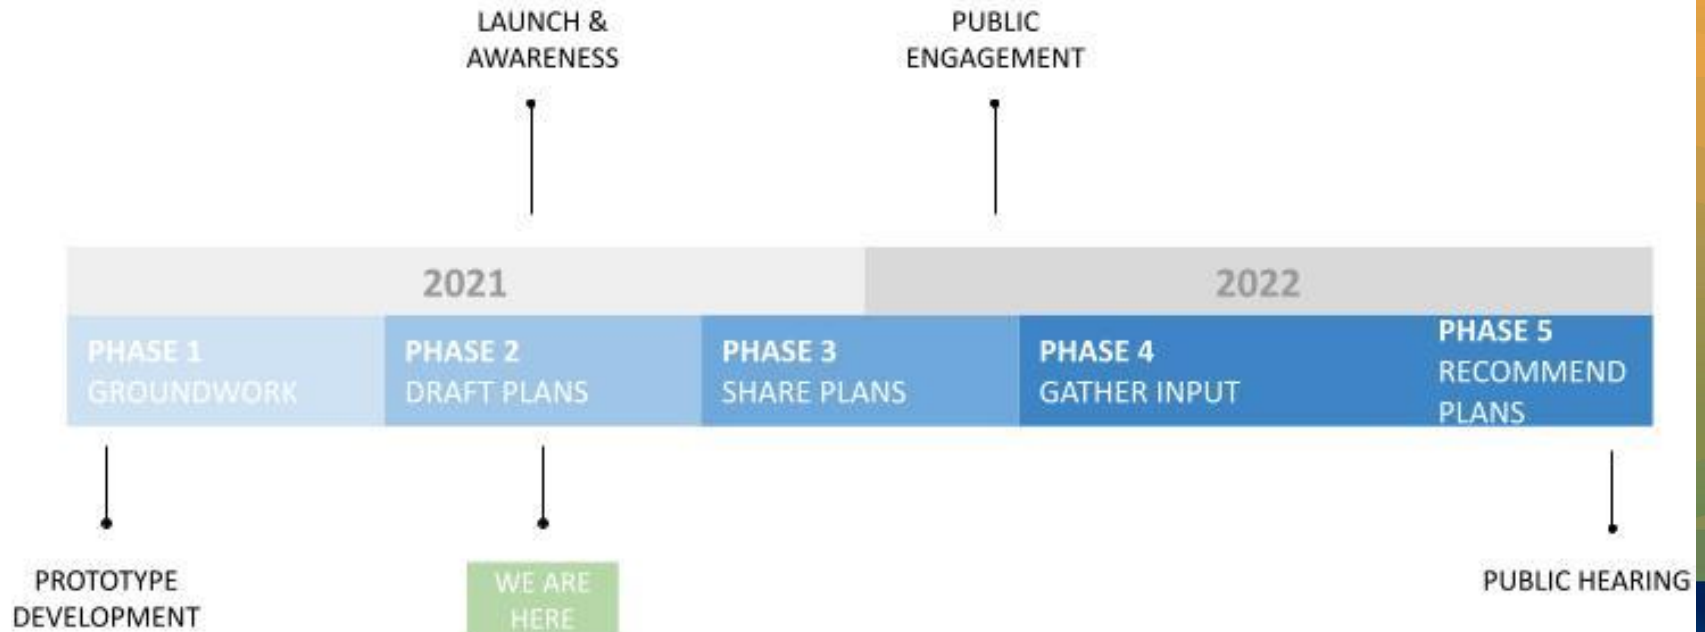 LAUNCH &
AWARENESS
PUBLIC
ENGAGEMENT
2021
2022
PHASE 1
GROUNDWORK
PHASE 2
DRAFT PLANS
PHASE 3
SHARE PLANS
PHASE 4
GATHER INPUT
PHASE 5
RECOMMEND
PLANS
PROTOTYPE
DEVELOPMENT
WE ARE
HERE
PUBLIC HEARING